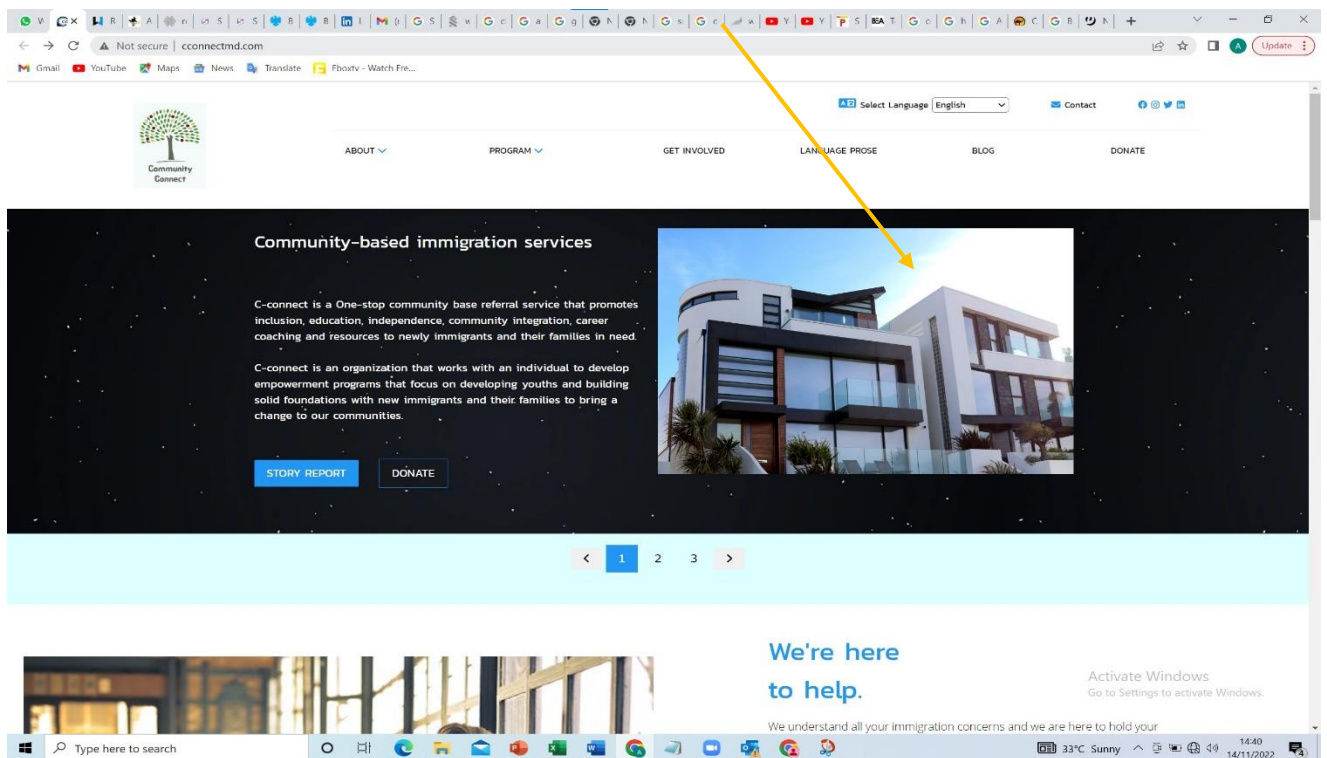 Not secure | cconnectmd.com
Update
Gmail YouTube Maps News Translate Fboxtv - Watch Fre...
Select Language English Contact
Community
Connect
ABOUT PROGRAM GET INVOLVED LANGUAGE PROSE BLOG DONATE
Community-based immigration services
C-connect is a One-stop community base referral service that promotes
inclusion, education, independence, community integration, career
coaching and resources to newly immigrants and their families in need.
C-connect is an organization that works with an individual to develop
empowerment programs that focus on developing youths and building
solid foundations with new immigrants and their families to bring a
change to our communities.
STORY REPORT DONATE
1 2 3
We're here
to help.
We understand all your immigration concerns and we are here to hold your
Activate Windows
Go to Settings to activate Windows.
Type here to search
33°C Sunny
14:40
14/11/2022